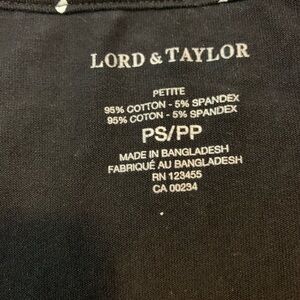 LORD & TAYLOR
PETITE
95% COTTON - 5% SPANDEX
95% COTON - 5% SPANDEX
PS/PP
MADE IN BANGLADESH
FABRIQUÉ AU BANGLADESH
RN 123455
CA 00234